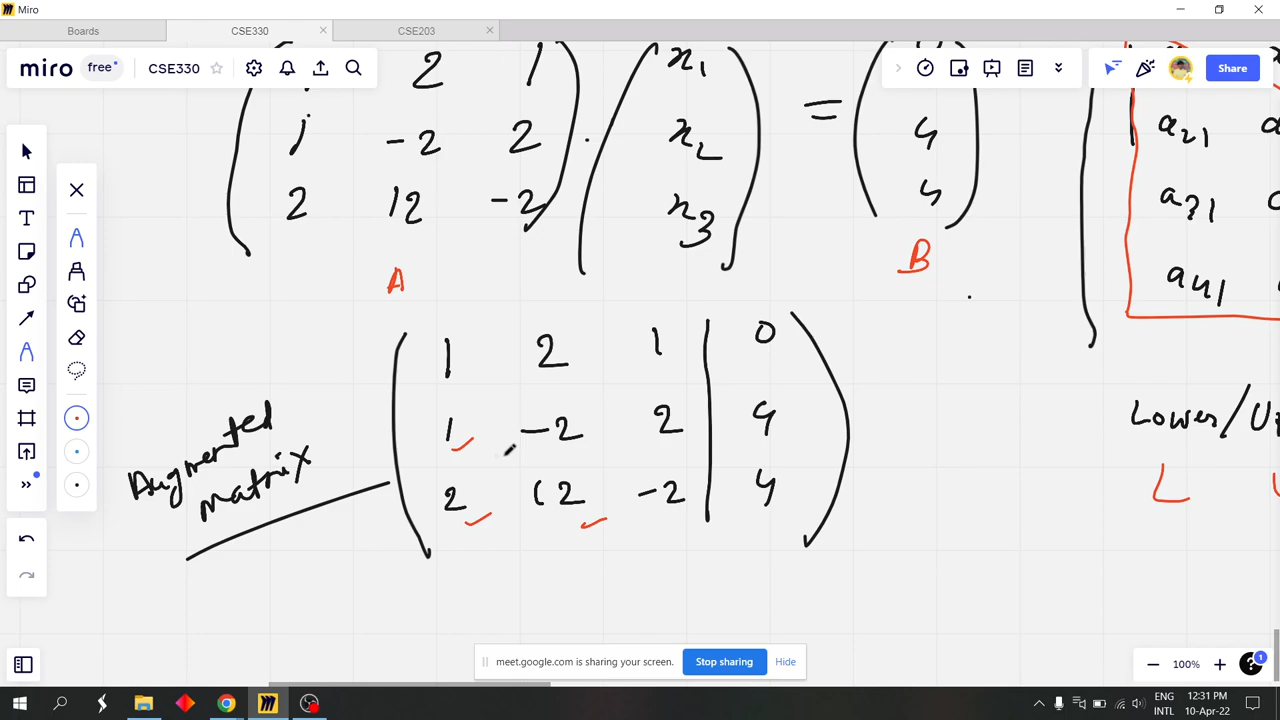 Miro
Boards
CSE330
CSE203
miro
free
CSE330
Share
2 1
1 -2 2
2 12 -2
x1
x2
x3
=
4
4
A
B
a21
a31
a41
1 2 1 0
1 -2 2 4
2 12 -2 4
Augmented
matrix
Lower/U
L
meet.google.com is sharing your screen.
Stop sharing
Hide
100%
1
ENG
INTL
12:31 PM
10-Apr-22